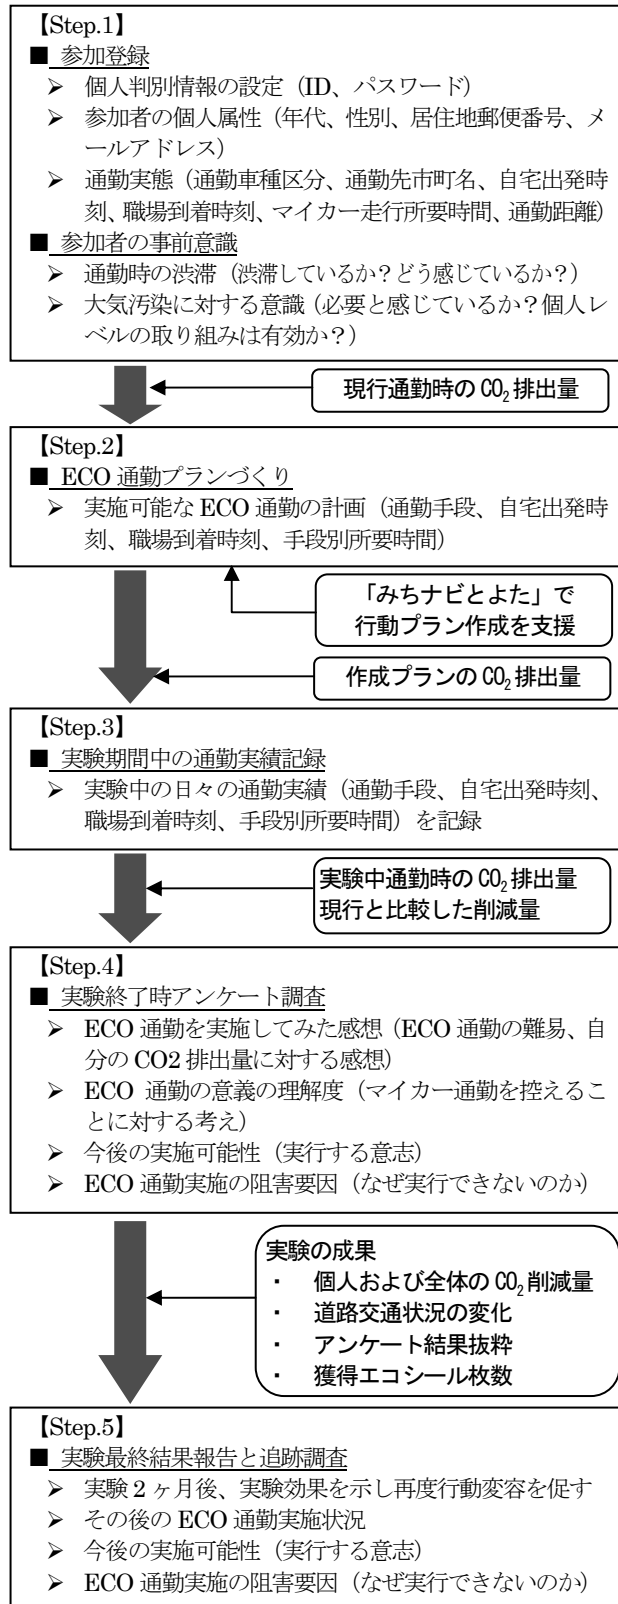 【Step.1】
■ 参加登録
➢ 個人判別情報の設定（ID、パスワード）
➢ 参加者の個人属性（年代、性別、居住地郵便番号、メ
ールアドレス）
➢ 通勤実態（通勤車種区分、通勤先市町名、自宅出発時
刻、職場到着時刻、マイカー走行所要時間、通勤距離）
■ 参加者の事前意識
➢ 通勤時の渋滞（渋滞しているか？どう感じているか？）
➢ 大気汚染に対する意識（必要と感じているか？個人レ
ベルの取り組みは有効か？）
現行通勤時の CO₂排出量
【Step.2】
■ ECO 通勤プランづくり
➢ 実施可能な ECO 通勤の計画（通勤手段、自宅出発時
刻、職場到着時刻、手段別所要時間）
「みちナビとよた」で
行動プラン作成を支援
作成プランの CO₂排出量
【Step.3】
■ 実験期間中の通勤実績記録
➢ 実験中の日々の通勤実績（通勤手段、自宅出発時刻、
職場到着時刻、手段別所要時間）を記録
実験中通勤時の CO₂排出量
現行と比較した削減量
【Step.4】
■ 実験終了時アンケート調査
➢ ECO 通勤を実施してみた感想（ECO 通勤の難易、自
分の CO2 排出量に対する感想）
➢ ECO 通勤の意義の理解度（マイカー通勤を控えるこ
とに対する考え）
➢ 今後の実施可能性（実行する意志）
➢ ECO 通勤実施の阻害要因（なぜ実行できないのか）
実験の成果
・ 個人および全体の CO₂削減量
・ 道路交通状況の変化
・ アンケート結果抜粋
・ 獲得エコシール枚数
【Step.5】
■ 実験最終結果報告と追跡調査
➢ 実験 2 ヶ月後、実験効果を示し再度行動変容を促す
➢ その後の ECO 通勤実施状況
➢ 今後の実施可能性（実行する意志）
➢ ECO 通勤実施の阻害要因（なぜ実行できないのか）